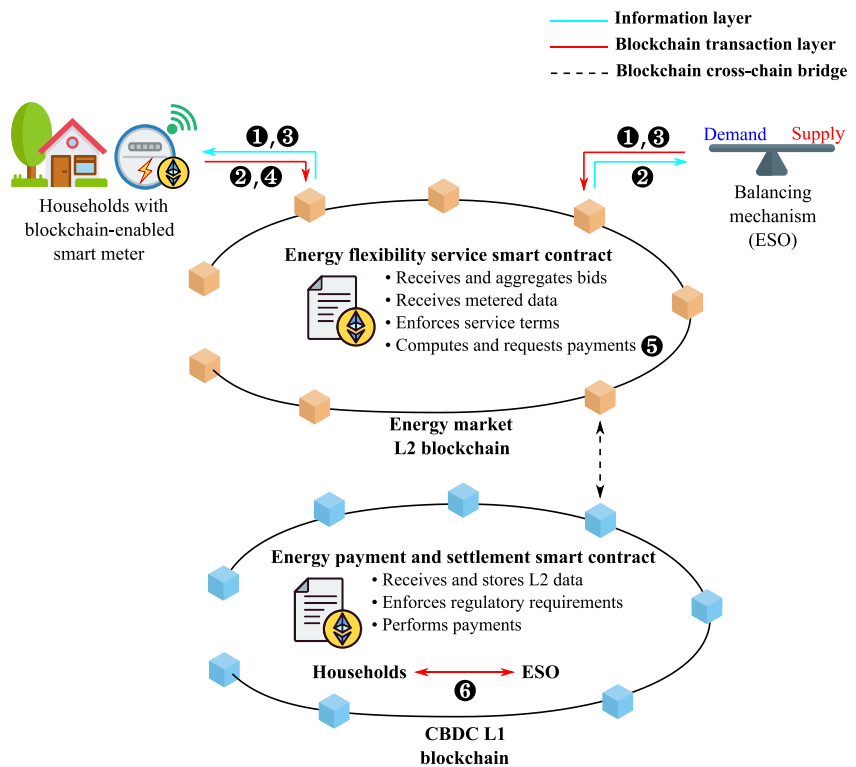 Information layer
Blockchain transaction layer
Blockchain cross-chain bridge
❶,❸
❷,❹
Households with
blockchain-enabled
smart meter
❶,❸
❷
Demand Supply
Balancing
mechanism
(ESO)
Energy flexibility service smart contract
• Receives and aggregates bids
• Receives metered data
• Enforces service terms
• Computes and requests payments ❺
Energy market
L2 blockchain
Energy payment and settlement smart contract
• Receives and stores L2 data
• Enforces regulatory requirements
• Performs payments
Households ESO
❻
CBDC L1
blockchain